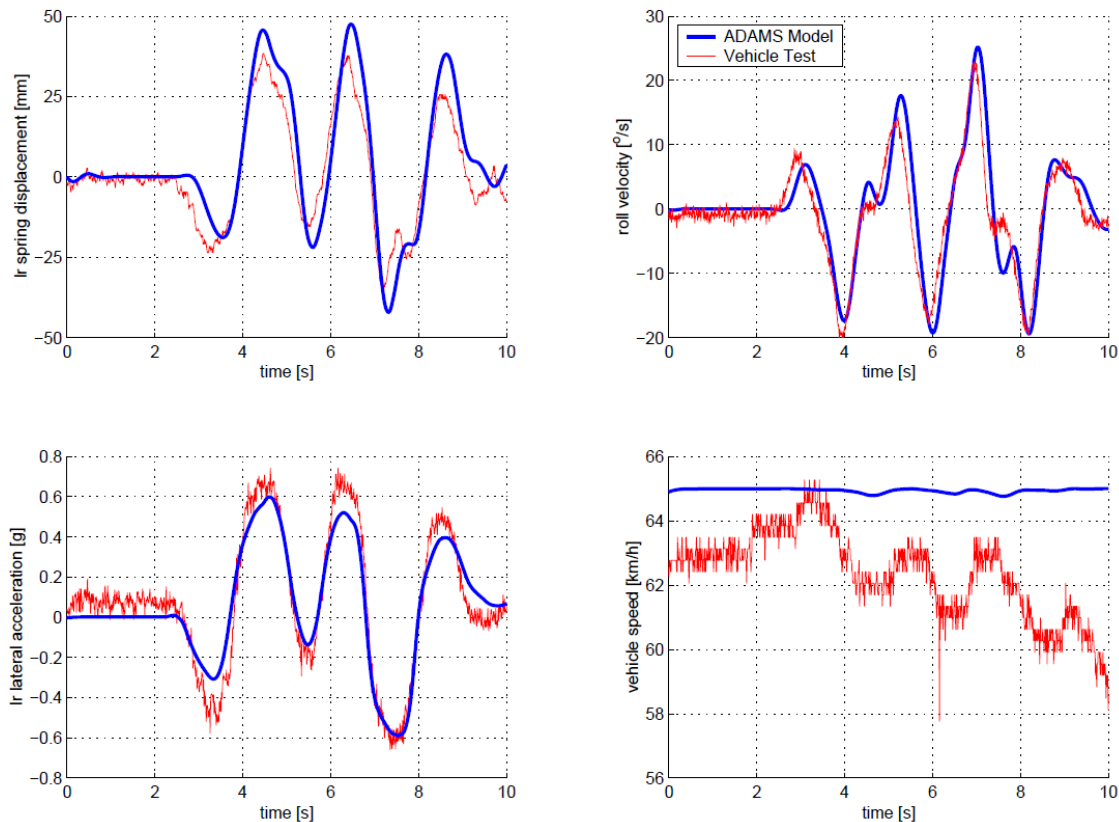 50
25
0
−25
−50
lr spring displacement [mm]
0 2 4 6 8 10
time [s]
30
20
10
0
−10
−20
roll velocity [°/s]
ADAMS Model
Vehicle Test
0 2 4 6 8 10
time [s]
0.8
0.6
0.4
0.2
0
−0.2
−0.4
−0.6
−0.8
lr lateral acceleration [g]
0 2 4 6 8 10
time [s]
66
64
62
60
58
56
vehicle speed [km/h]
0 2 4 6 8 10
time [s]